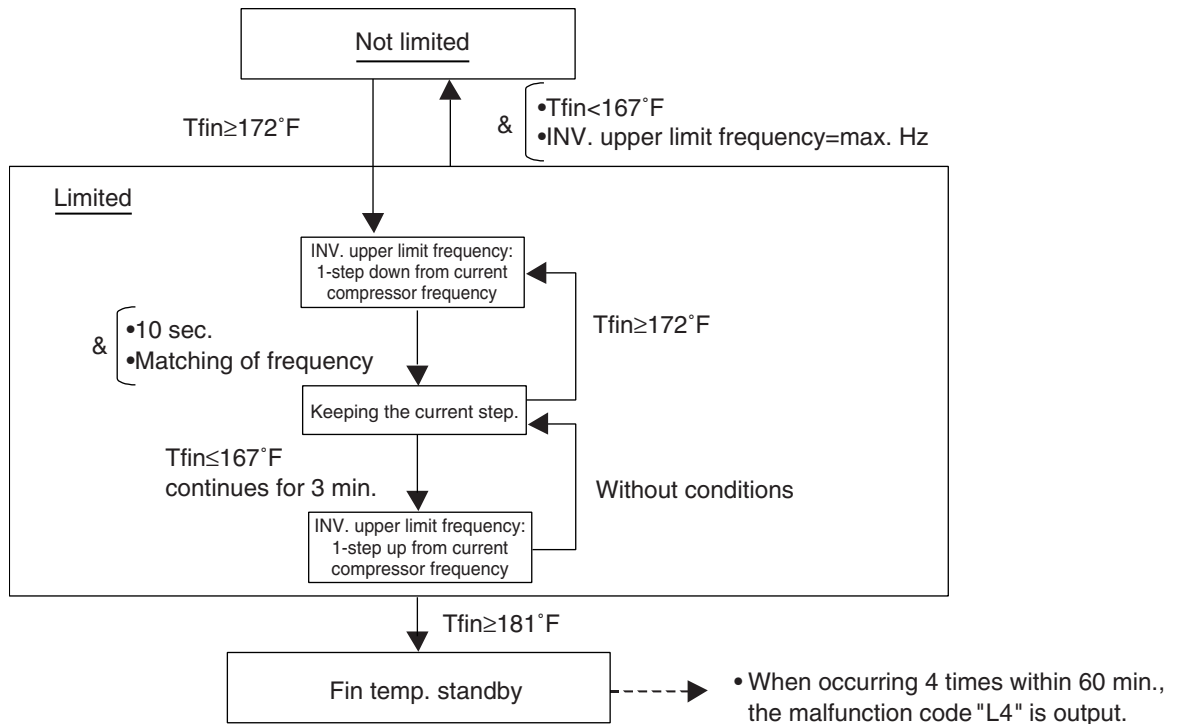 Not limited
Tfin≥172˚F
&
•Tfin<167˚F
•INV. upper limit frequency=max. Hz
Limited
INV. upper limit frequency:
1-step down from current
compressor frequency
&
•10 sec.
•Matching of frequency
Tfin≥172˚F
Keeping the current step.
Tfin≤167˚F
continues for 3 min.
Without conditions
INV. upper limit frequency:
1-step up from current
compressor frequency
Tfin≥181˚F
Fin temp. standby
• When occurring 4 times within 60 min.,
the malfunction code "L4" is output.